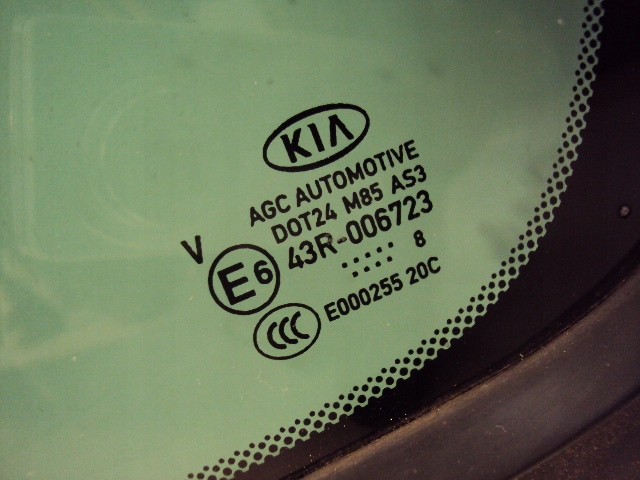 KIA
AGC AUTOMOTIVE
DOT24 M85 AS3
43R-006723
V
E6
8
E000255 20C
CCC